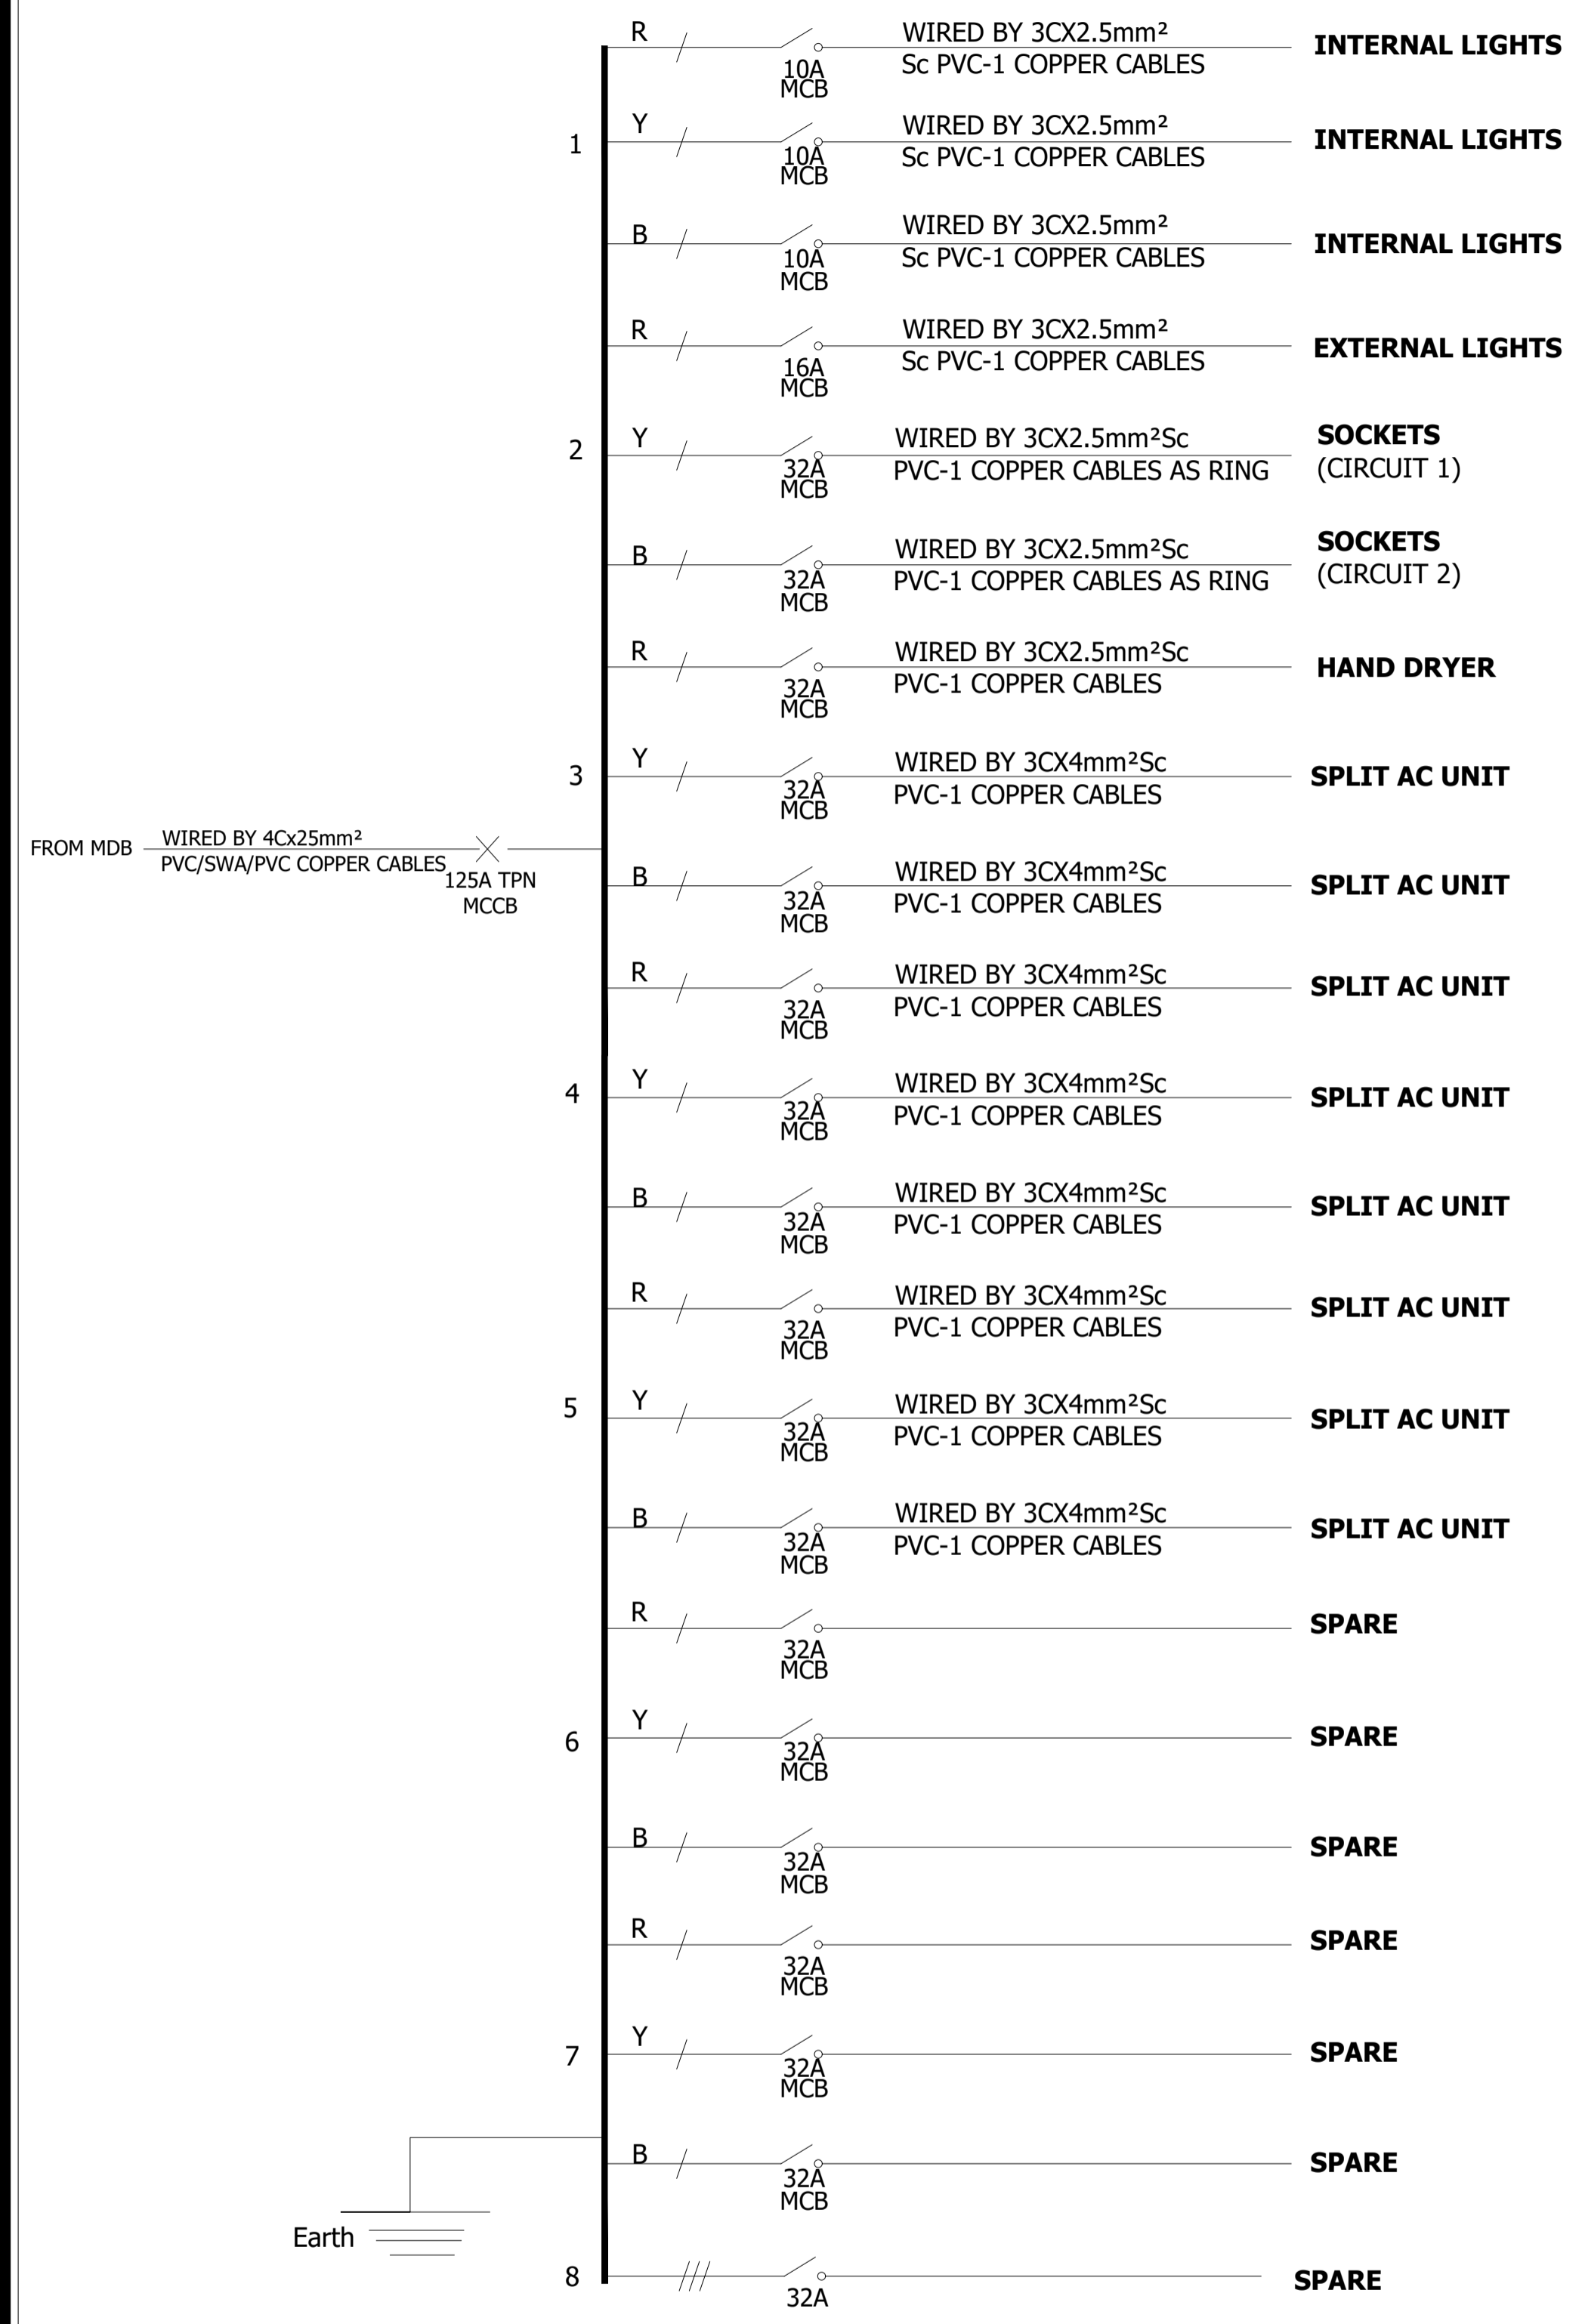 R
WIRED BY 3CX2.5mm²
Sc PVC-1 COPPER CABLES
10A
MCB
INTERNAL LIGHTS
1
Y
WIRED BY 3CX2.5mm²
Sc PVC-1 COPPER CABLES
10A
MCB
INTERNAL LIGHTS
B
WIRED BY 3CX2.5mm²
Sc PVC-1 COPPER CABLES
10A
MCB
INTERNAL LIGHTS
R
WIRED BY 3CX2.5mm²
Sc PVC-1 COPPER CABLES
16A
MCB
EXTERNAL LIGHTS
2
Y
WIRED BY 3CX2.5mm²Sc
PVC-1 COPPER CABLES AS RING
32A
MCB
SOCKETS
(CIRCUIT 1)
B
WIRED BY 3CX2.5mm²Sc
PVC-1 COPPER CABLES AS RING
32A
MCB
SOCKETS
(CIRCUIT 2)
R
WIRED BY 3CX2.5mm²Sc
PVC-1 COPPER CABLES
32A
MCB
HAND DRYER
3
Y
WIRED BY 3CX4mm²Sc
PVC-1 COPPER CABLES
32A
MCB
SPLIT AC UNIT
FROM MDB
WIRED BY 4Cx25mm²
PVC/SWA/PVC COPPER CABLES
125A TPN
MCCB
B
WIRED BY 3CX4mm²Sc
PVC-1 COPPER CABLES
32A
MCB
SPLIT AC UNIT
R
WIRED BY 3CX4mm²Sc
PVC-1 COPPER CABLES
32A
MCB
SPLIT AC UNIT
4
Y
WIRED BY 3CX4mm²Sc
PVC-1 COPPER CABLES
32A
MCB
SPLIT AC UNIT
B
WIRED BY 3CX4mm²Sc
PVC-1 COPPER CABLES
32A
MCB
SPLIT AC UNIT
R
WIRED BY 3CX4mm²Sc
PVC-1 COPPER CABLES
32A
MCB
SPLIT AC UNIT
5
Y
WIRED BY 3CX4mm²Sc
PVC-1 COPPER CABLES
32A
MCB
SPLIT AC UNIT
B
WIRED BY 3CX4mm²Sc
PVC-1 COPPER CABLES
32A
MCB
SPLIT AC UNIT
R
32A
MCB
SPARE
6
Y
32A
MCB
SPARE
B
32A
MCB
SPARE
R
32A
MCB
SPARE
7
Y
32A
MCB
SPARE
B
32A
MCB
SPARE
Earth
8
32A
SPARE